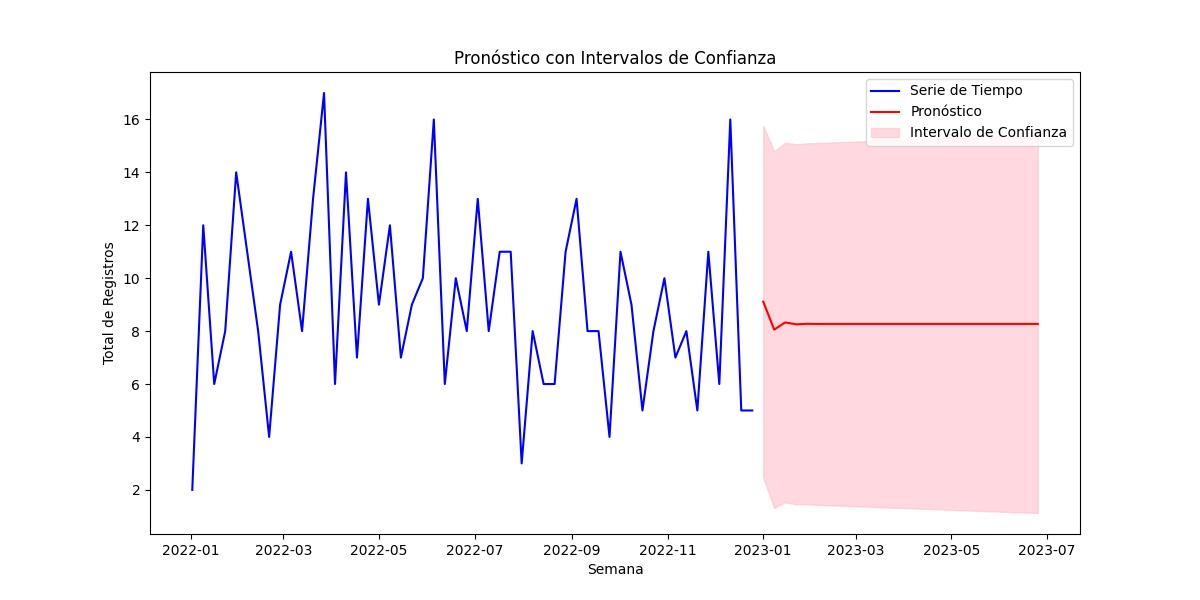 Pronóstico con Intervalos de Confianza
Serie de Tiempo
Pronóstico
Intervalo de Confianza
Total de Registros
16
14
12
10
8
6
4
2
2022-01 2022-03 2022-05 2022-07 2022-09 2022-11 2023-01 2023-03 2023-05 2023-07
Semana